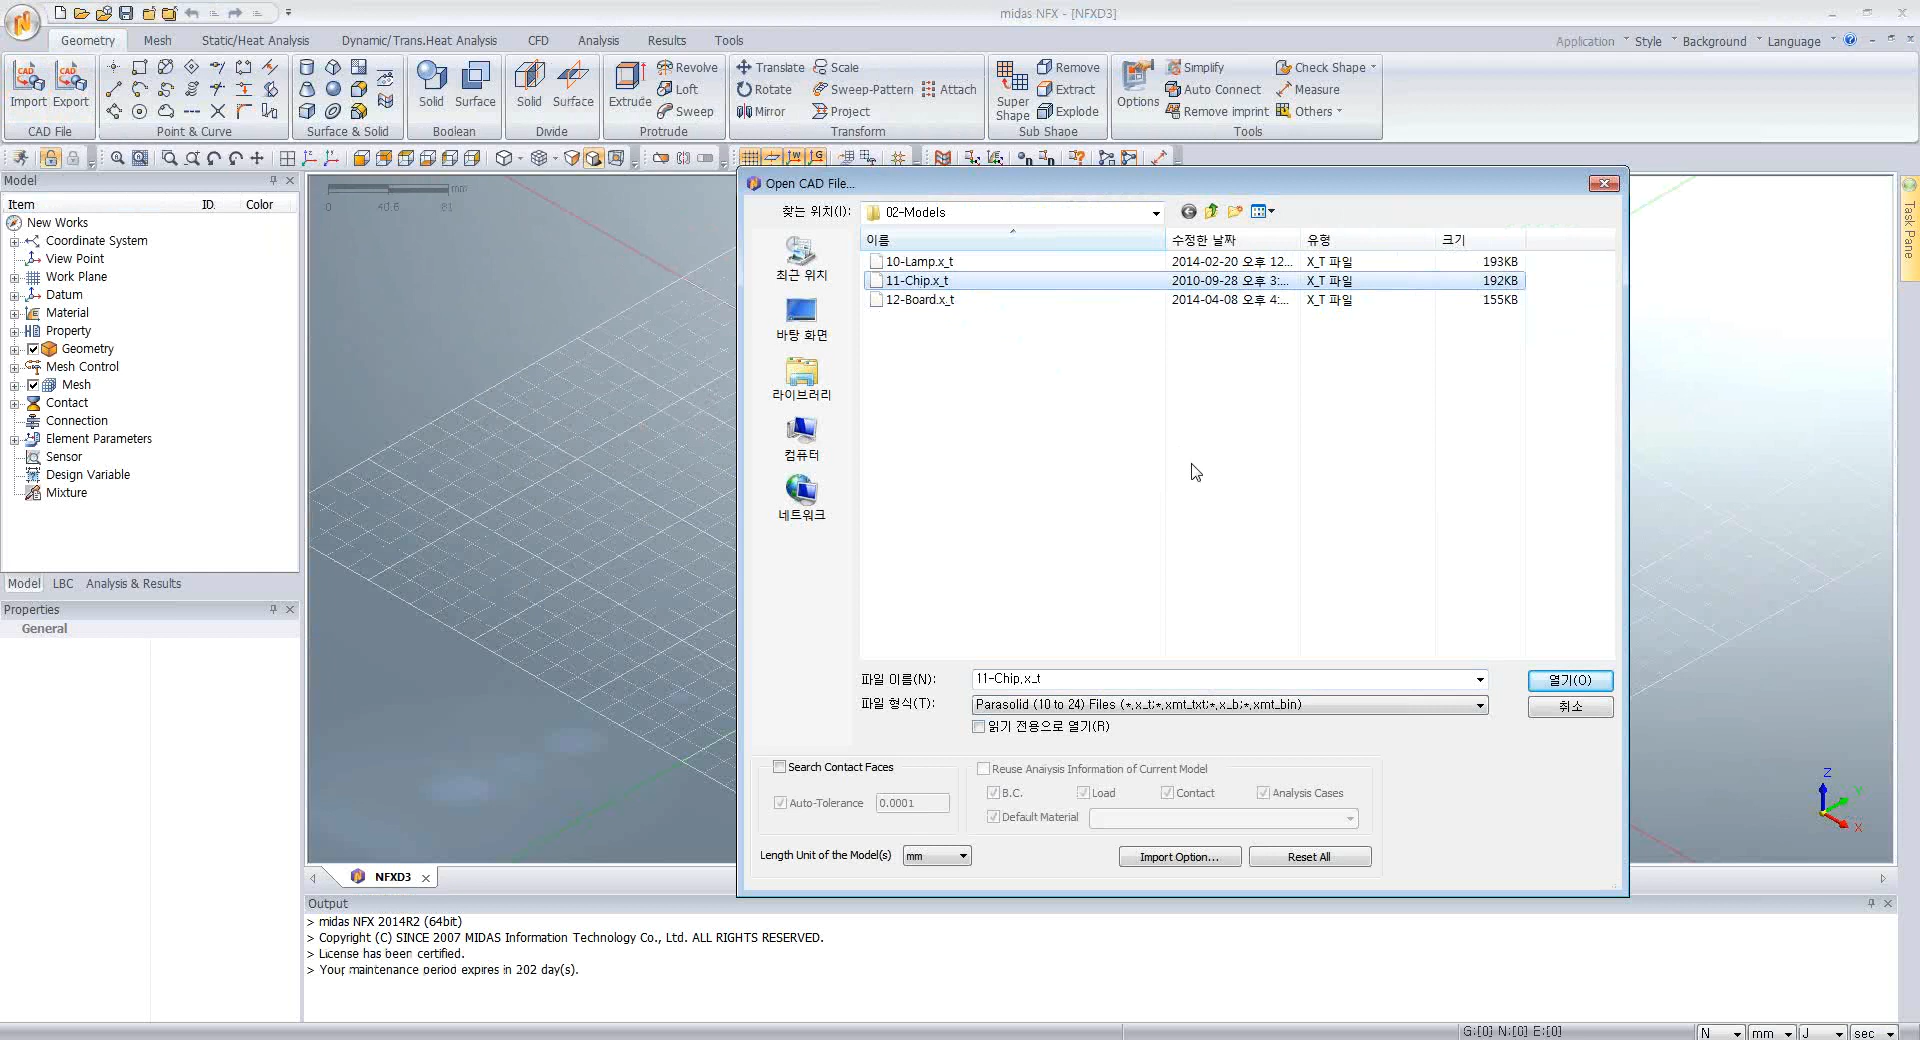 midas NFX - [NFXD3]
Geometry Mesh Static/Heat Analysis Dynamic/Trans.Heat Analysis CFD Analysis Results Tools
Application Style Background Language
Import Export
CAD File
Point & Curve
Surface & Solid
Solid Surface
Boolean
Solid Surface
Divide
Extrude Revolve Loft Sweep
Protrude
Translate Scale
Rotate Sweep-Pattern Attach
Mirror Project
Transform
Super Shape Remove Extract Explode
Sub Shape
Options Simplify Check Shape
Auto Connect Measure
Remove imprint Others
Tools
Model
Item ID Color
New Works
Coordinate System
View Point
Work Plane
Datum
Material
Property
Geometry
Mesh Control
Mesh
Contact
Connection
Element Parameters
Sensor
Design Variable
Mixture
Model LBC Analysis & Results
Properties
General
mm
0 40.6 81
Task Pane
Open CAD File...
찾는 위치(I): 02-Models
이름 수정한 날짜 유형 크기
10-Lamp.x_t 2014-02-20 오후 12... X_T 파일 193KB
11-Chip.x_t 2010-09-28 오후 3:... X_T 파일 192KB
12-Board.x_t 2014-04-08 오후 4:... X_T 파일 155KB
최근 위치
바탕 화면
라이브러리
컴퓨터
네트워크
파일 이름(N): 11-Chip.x_t 열기(O)
파일 형식(T): Parasolid (10 to 24) Files (*.x_t;*.xmt_txt;*.x_b;*.xmt_bin) 취소
읽기 전용으로 열기(R)
Search Contact Faces
Auto-Tolerance 0.0001
Reuse Analysis Information of Current Model
B.C. Load Contact Analysis Cases
Default Material
Length Unit of the Model(s) mm Import Option... Reset All
Z
Y
X
NFXD3
Output
> midas NFX 2014R2 (64bit)
> Copyright (C) SINCE 2007 MIDAS Information Technology Co., Ltd. ALL RIGHTS RESERVED.
> License has been certified.
> Your maintenance period expires in 202 day(s).
G:[0] N:[0] E:[0] N mm J sec